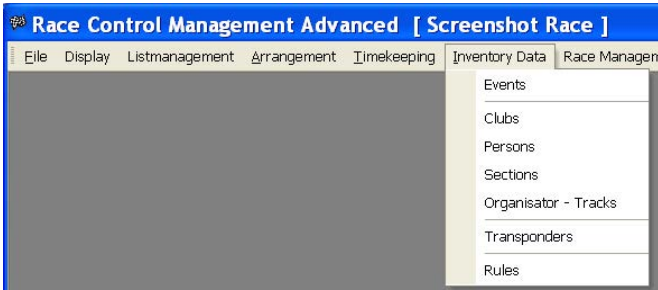 Race Control Management Advanced [ Screenshot Race ]
File Display Listmanagement Arrangement Timekeeping Inventory Data Race
Events
Clubs
Persons
Sections
Organisator - Tracks
Transponders
Rules